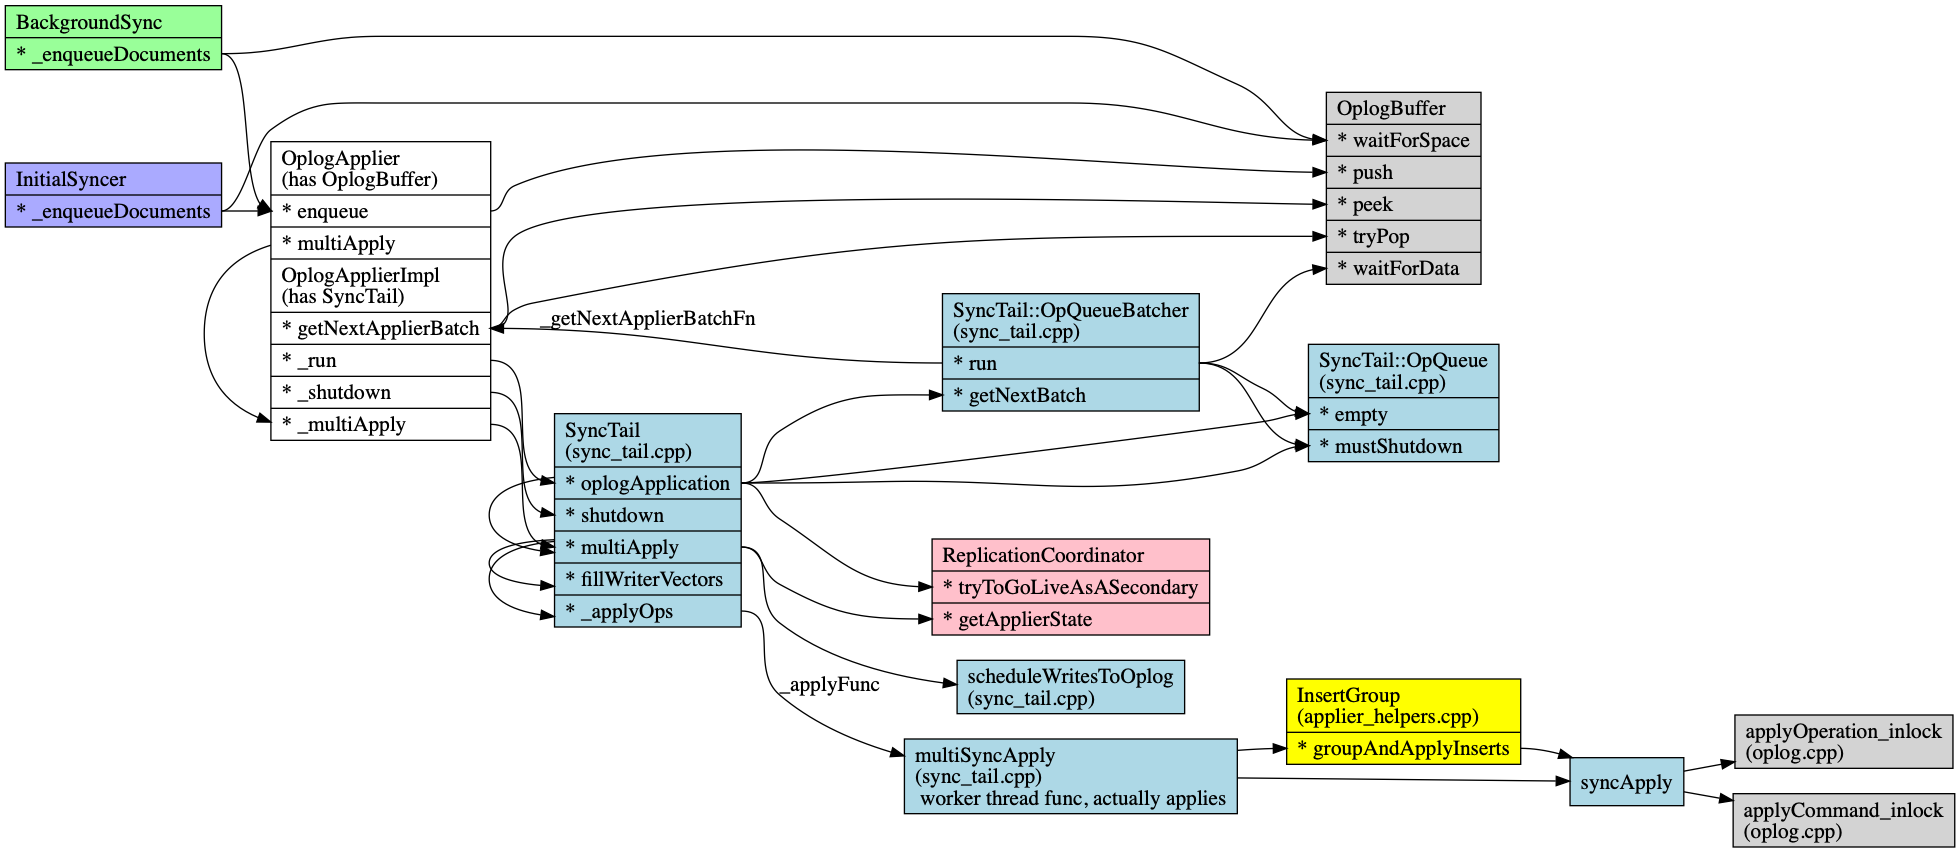 BackgroundSync
* _enqueueDocuments
InitialSyncer
* _enqueueDocuments
OplogApplier
(has OplogBuffer)
* enqueue
* multiApply
OplogApplierImpl
(has SyncTail)
* getNextApplierBatch
* _run
* _shutdown
* _multiApply
_getNextApplierBatchFn
SyncTail
(sync_tail.cpp)
* oplogApplication
* shutdown
* multiApply
* fillWriterVectors
* _applyOps
_applyFunc
SyncTail::OpQueueBatcher
(sync_tail.cpp)
* run
* getNextBatch
OplogBuffer
* waitForSpace
* push
* peek
* tryPop
* waitForData
SyncTail::OpQueue
(sync_tail.cpp)
* empty
* mustShutdown
ReplicationCoordinator
* tryToGoLiveAsASecondary
* getApplierState
scheduleWritesToOplog
(sync_tail.cpp)
multiSyncApply
(sync_tail.cpp)
worker thread func, actually applies
InsertGroup
(applier_helpers.cpp)
* groupAndApplyInserts
syncApply
applyOperation_inlock
(oplog.cpp)
applyCommand_inlock
(oplog.cpp)